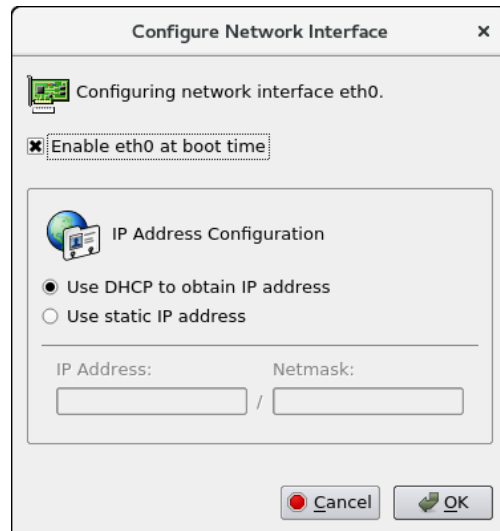 Configure Network Interface
Configuring network interface eth0.
Enable eth0 at boot time
IP Address Configuration
Use DHCP to obtain IP address
Use static IP address
IP Address: Netmask:
/
Cancel OK